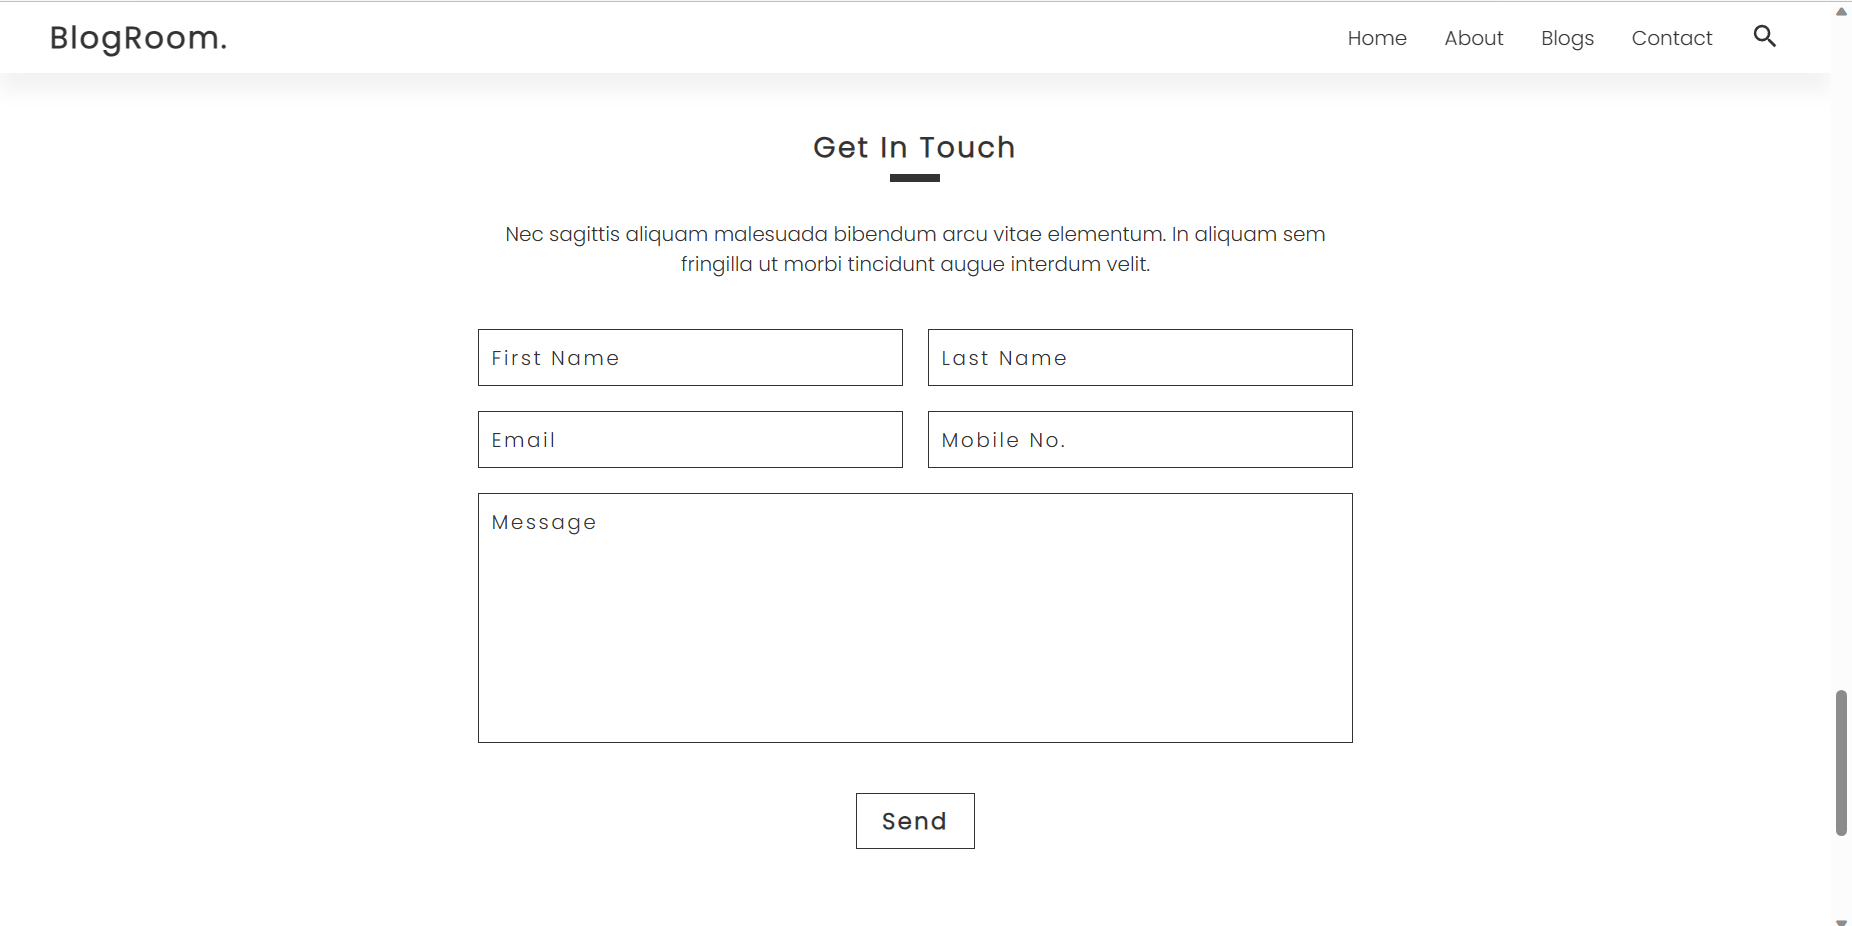 BlogRoom.
Home About Blogs Contact
Get In Touch
Nec sagittis aliquam malesuada bibendum arcu vitae elementum. In aliquam sem
fringilla ut morbi tincidunt augue interdum velit.
First Name
Last Name
Email
Mobile No.
Message
Send